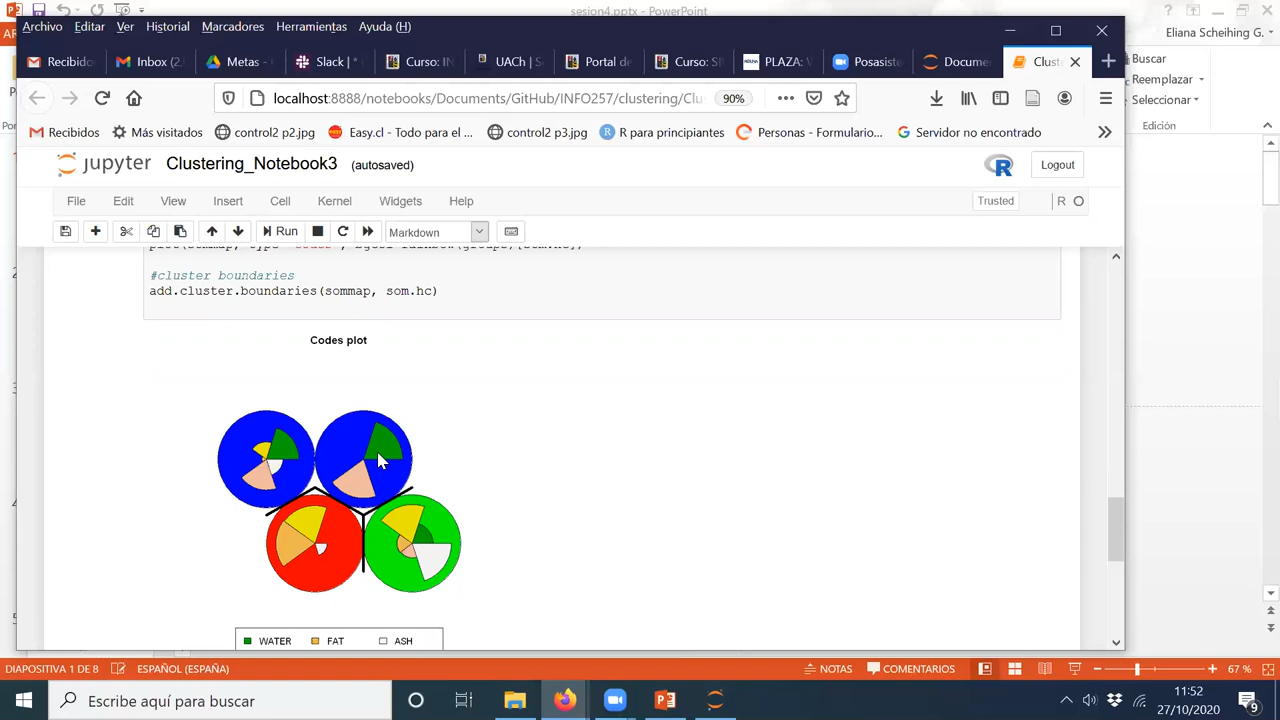 sesion4.pptx - PowerPoint
Archivo Editar Ver Historial Marcadores Herramientas Ayuda (H)
Eliana Scheihing G.
Recibido Inbox (2. Metas - Slack | * Curso: IN UACh | S Portal de Curso: SI PLAZA: V Posasiste Docume Cluste
Buscar
Reemplazar
Seleccionar
Edición
localhost:8888/notebooks/Documents/GitHub/INFO257/clustering/Clu 90%
Recibidos Más visitados control2 p2.jpg Easy.cl - Todo para el ... control2 p3.jpg R para principiantes Personas - Formulario... Servidor no encontrado
jupyter Clustering_Notebook3 (autosaved) R Logout
File Edit View Insert Cell Kernel Widgets Help Trusted R
Run Markdown
#cluster boundaries
add.cluster.boundaries(sommap, som.hc)
Codes plot
WATER FAT ASH
DIAPOSITIVA 1 DE 8 ESPAÑOL (ESPAÑA) NOTAS COMENTARIOS 67 %
Escribe aquí para buscar
11:52
27/10/2020
9